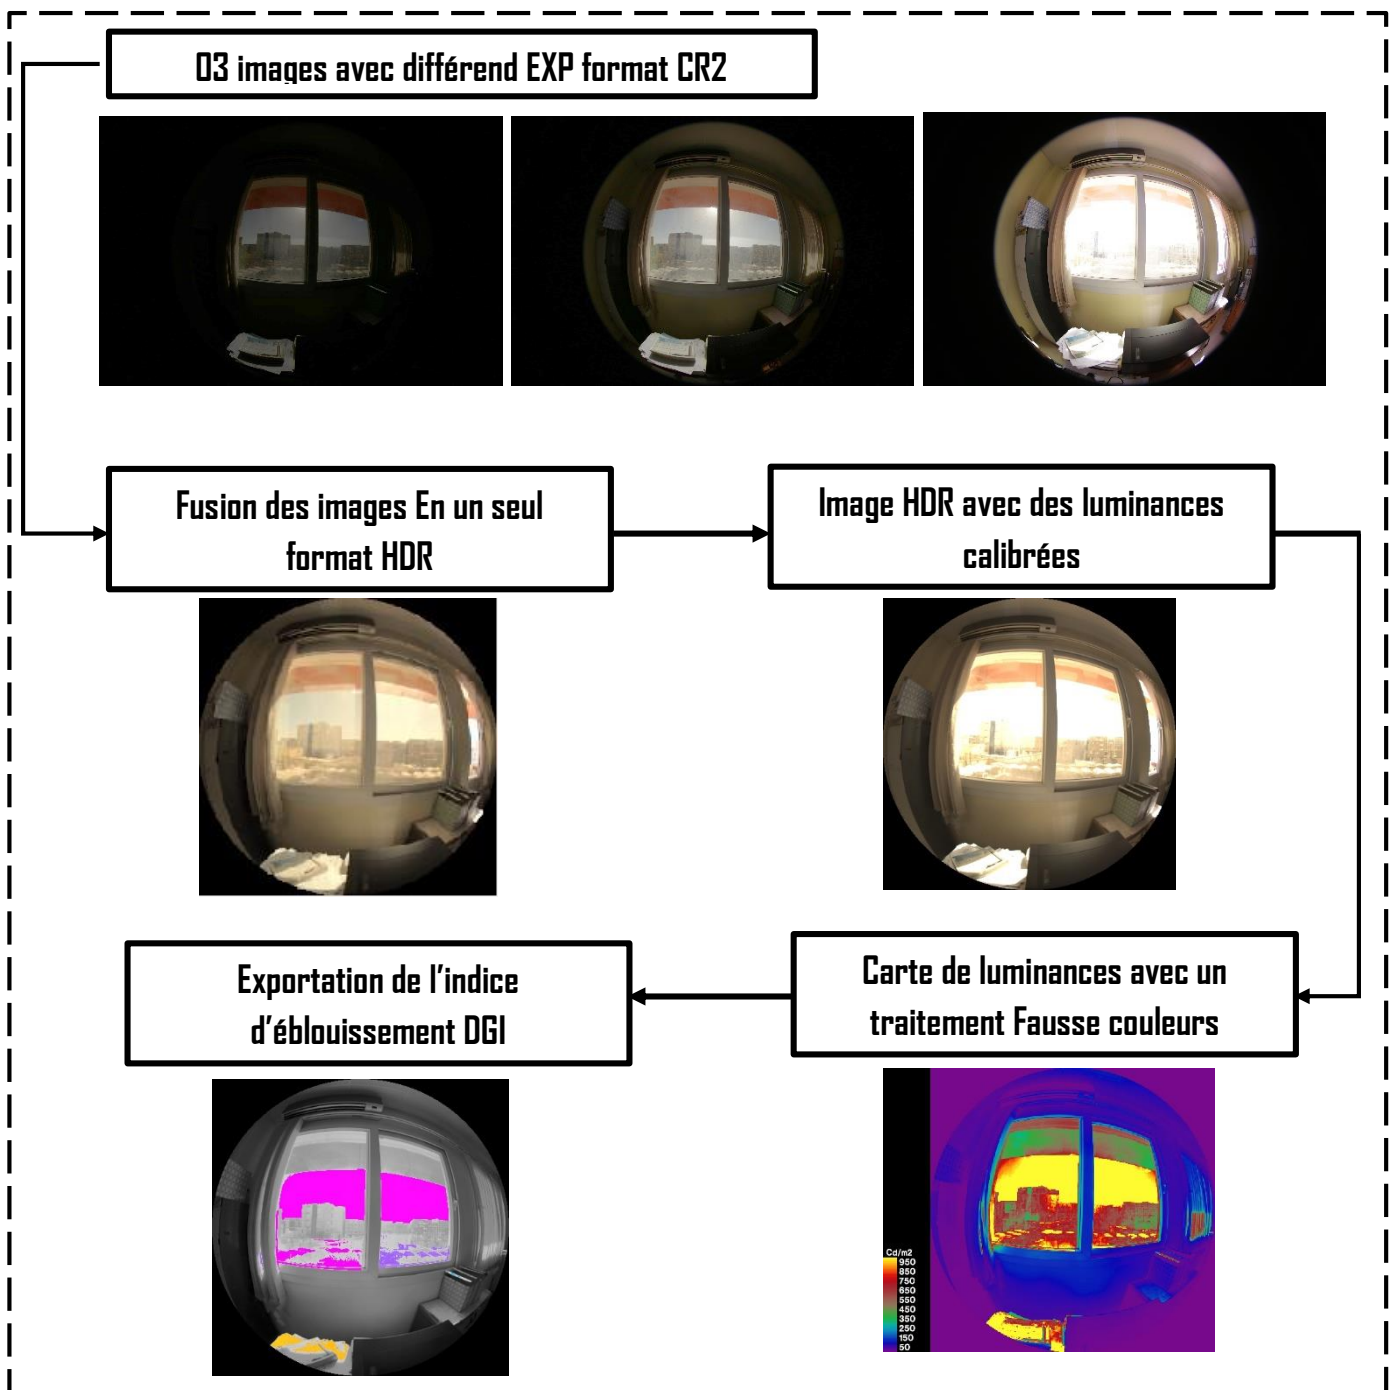 03 images avec différend EXP format CR2
Fusion des images En un seul
format HDR
Image HDR avec des luminances
calibrées
Exportation de l'indice
d'éblouissement DGI
Carte de luminances avec un
traitement Fausse couleurs
Cd/m2
950
850
750
650
550
450
350
250
150
50